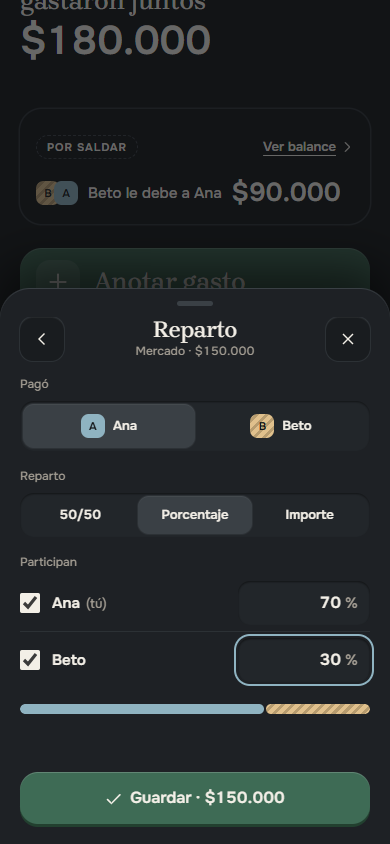 gastaron juntos
$180.000
POR SALDAR
Ver balance
B A Beto le debe a Ana $90.000
Anotar gasto
Reparto
Mercado · $150.000
Pagó
A Ana
B Beto
Reparto
50/50 Porcentaje Importe
Participan
Ana (tú) 70 %
Beto 30 %
Guardar · $150.000